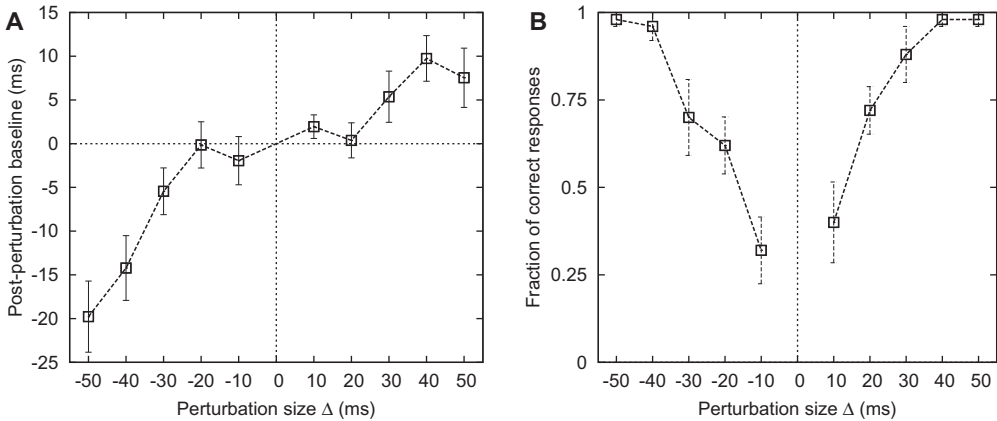 A
Post-perturbation baseline (ms)
15
10
5
0
-5
-10
-15
-20
-25
-50 -40 -30 -20 -10 0 10 20 30 40 50
Perturbation size Δ (ms)
B
Fraction of correct responses
1
0.75
0.5
0.25
0
-50 -40 -30 -20 -10 0 10 20 30 40 50
Perturbation size Δ (ms)